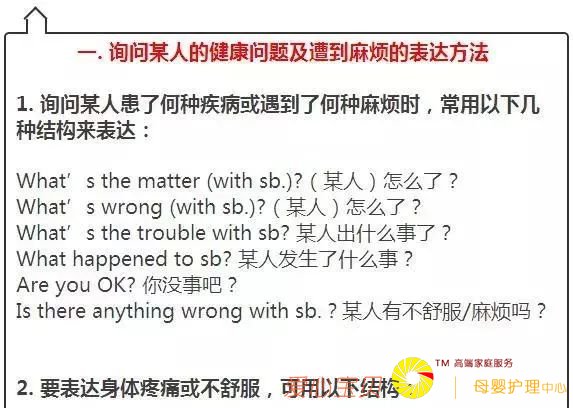 一. 询问某人的健康问题及遭到麻烦的表达方法
1. 询问某人患了何种疾病或遇到了何种麻烦时，常用以下几
种结构来表达：
What’s the matter (with sb.)?（某人）怎么了？
What’s wrong (with sb.)?（某人）怎么了？
What’s the trouble with sb? 某人出什么事了？
What happened to sb? 某人发生了什么事？
Are you OK? 你没事吧？
Is there anything wrong with sb.？某人有不舒服/麻烦吗？
TM 高端家庭服务
母婴护理中心
2. 要表达身体疼痛或不舒服，可用以下结构：